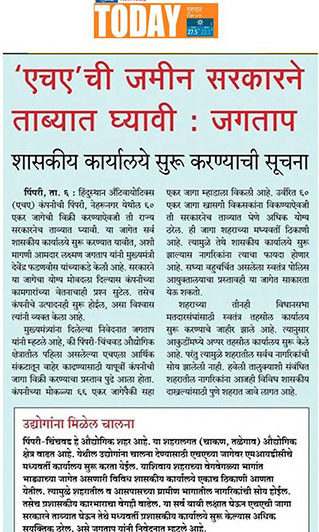 TODAY
'एचए'ची जमीन सरकारने
ताब्यात घ्यावी : जगताप
शासकीय कार्यालये सुरू करण्याची सूचना
पिंपरी, ता. ६ : हिंदुस्थान अँटिबायोटिक्स
(एचए) कंपनीची पिंपरी, नेहरूनगर येथील ६०
एकर जागेची विक्री करण्याऐवजी ती राज्य
सरकारनेच ताब्यात घ्यावी. या जागेत सर्व
शासकीय कार्यालये सुरू करण्यात यावीत, अशी
मागणी आमदार लक्ष्मण जगताप यांनी मुख्यमंत्री
देवेंद्र फडणवीस यांच्याकडे केली आहे. सरकारने
या जागेचा योग्य मोबदला दिल्यास कंपनीच्या
कामगारांच्या वेतनाचाही प्रश्न सुटेल. तसेच
कंपनीचे उत्पादनही सुरू होईल, असा विश्वास
त्यांनी व्यक्त केला आहे.
मुख्यमंत्र्यांना दिलेल्या निवेदनात जगताप
यांनी म्हटले आहे, की पिंपरी-चिंचवड औद्योगिक
क्षेत्रातील पहिला असलेल्या एचएला आर्थिक
संकटातून बाहेर काढण्यासाठी यापूर्वी कंपनीची
जागा विक्री करण्याचा प्रस्ताव पुढे आला होता.
कंपनीच्या मोकळ्या ६६ एकर जागेपैकी सहा
एकर जागा म्हाडाला विकली आहे. उर्वरित ६०
एकर जागा खासगी विकसकांना विकण्याऐवजी
ती सरकारनेच ताब्यात घेणे अधिक योग्य
ठरेल. ही जागा शहराच्या मध्यवर्ती ठिकाणी
आहे. त्यामुळे तेथे शासकीय कार्यालये सुरू
झाल्यास नागरिकांना त्याचा फायदा होणार
आहे. सध्या बहुचर्चित असलेला स्वतंत्र पोलिस
आयुक्तालयाचा प्रस्तावही या जागेत साकारता
येऊ शकतो.
शहराच्या तीनही विधानसभा
मतदारसंघांसाठी स्वतंत्र तहसील कार्यालय
सुरू करण्याचे जाहीर झाले आहे. त्यानुसार
आकुर्डीमध्ये अप्पर तहसील कार्यालय सुरू झाले
आहे. परंतु त्यामुळे शहरातील सर्वच नागरिकांची
सोय झालेली नाही. हवेली तालुक्याशी संबंधित
शहरातील नागरिकांना आजही विविध शासकीय
दाखल्यांसाठी पुणे शहरात जावे लागत आहे.
उद्योगांना मिळेल चालना
पिंपरी-चिंचवड हे औद्योगिक शहर आहे. या शहरालगत (चाकण, तळेगाव) औद्योगिक
क्षेत्र वाढत आहे. येथील उद्योगांना चालना देण्यासाठी एचएच्या जागेवर एमआयडीसीचे
मध्यवर्ती कार्यालय सुरू करता येईल. याशिवाय शहराच्या वेगवेगळ्या भागांत
भाड्याच्या जागेत असणारी विविध शासकीय कार्यालये एकाच ठिकाणी आणता
येतील. त्यामुळे शहरातील व आसपासच्या ग्रामीण भागातील नागरिकांची सोय होईल.
तसेच प्रशासकीय कारभाराचा वेगही वाढेल. या सर्व बाबी लक्षात घेऊन एचएची जागा
सरकारने ताब्यात घेऊन तेथे मध्यवर्ती प्रशासकीय कार्यालये सुरू केल्यास अधिक
सयुक्तिक ठरेल, असे जगताप यांनी निवेदनात म्हटले आहे.